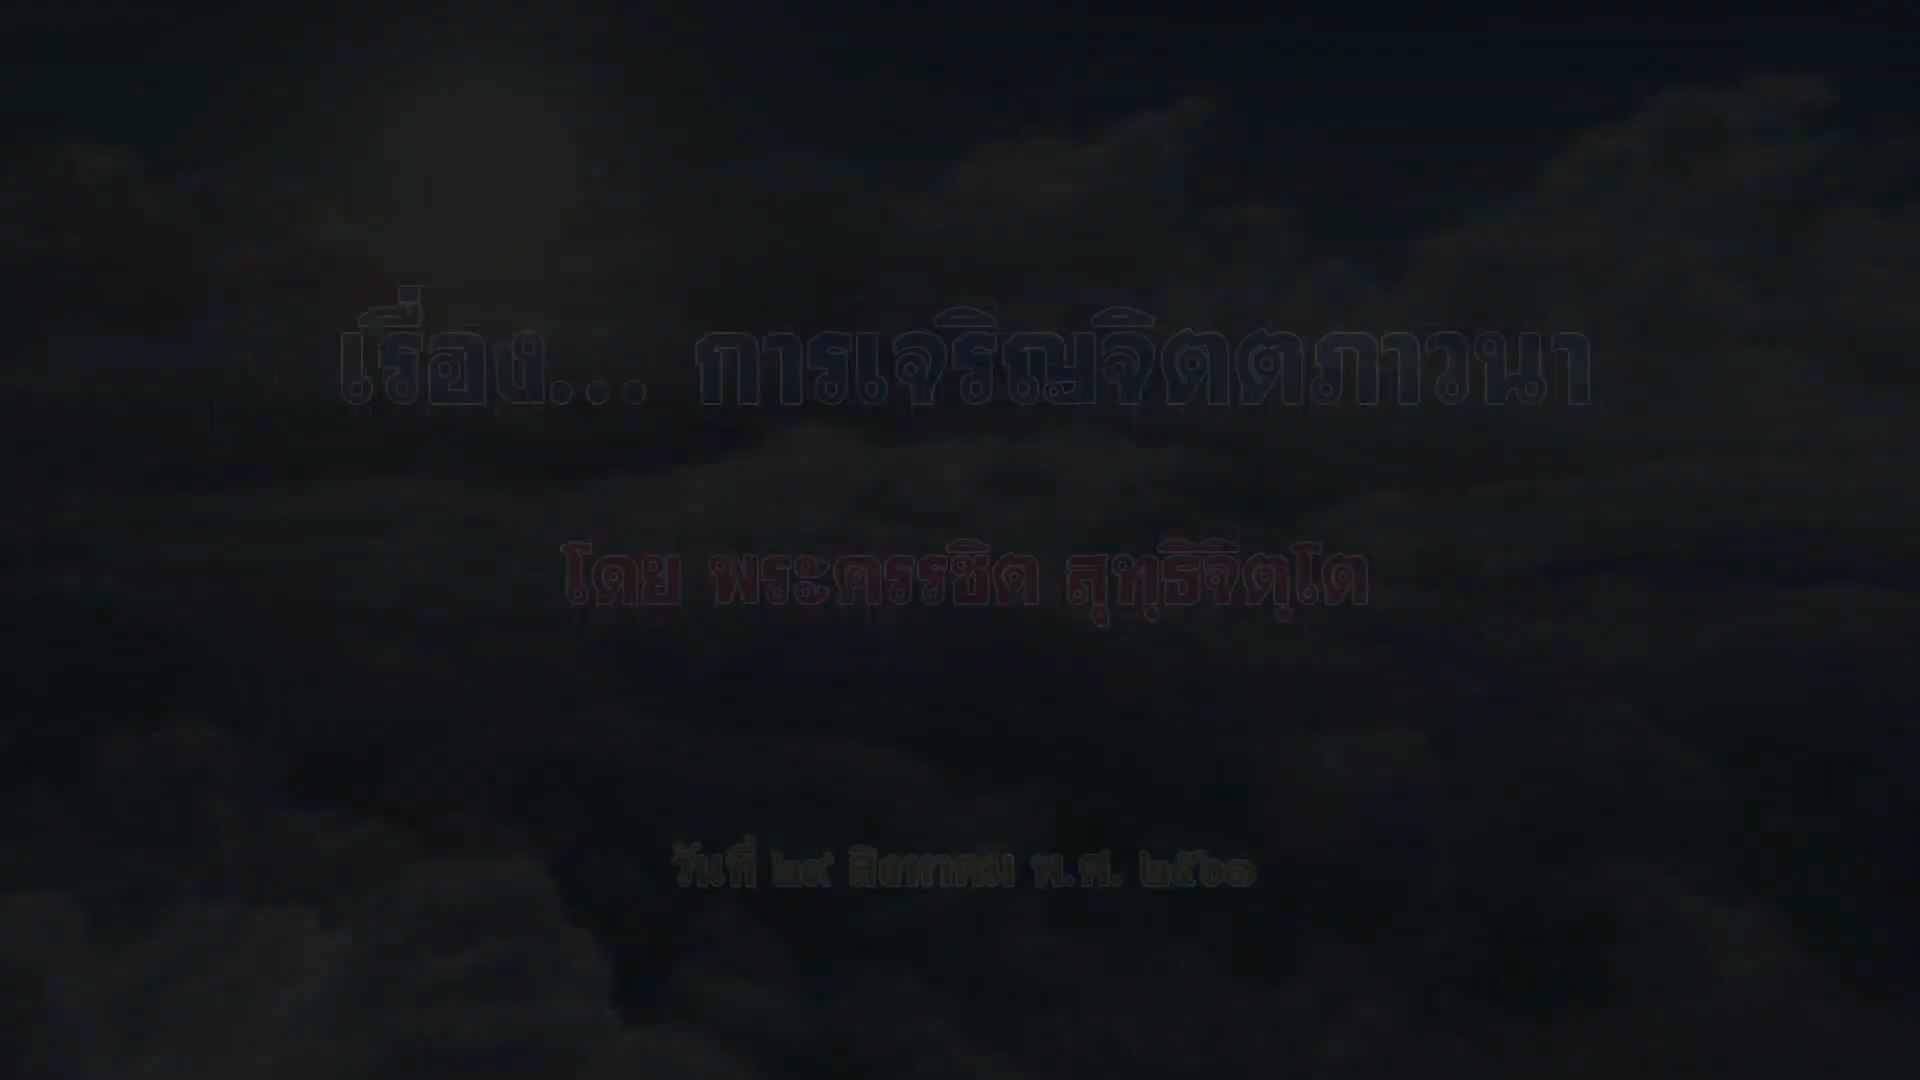 เรื่อง... การเจริญจิตตภาวนา
โดย พระครรชิต สุทฺธิจิตฺโต
วันที่ ๒๙ สิงหาคม พ.ศ. ๒๕๖๑